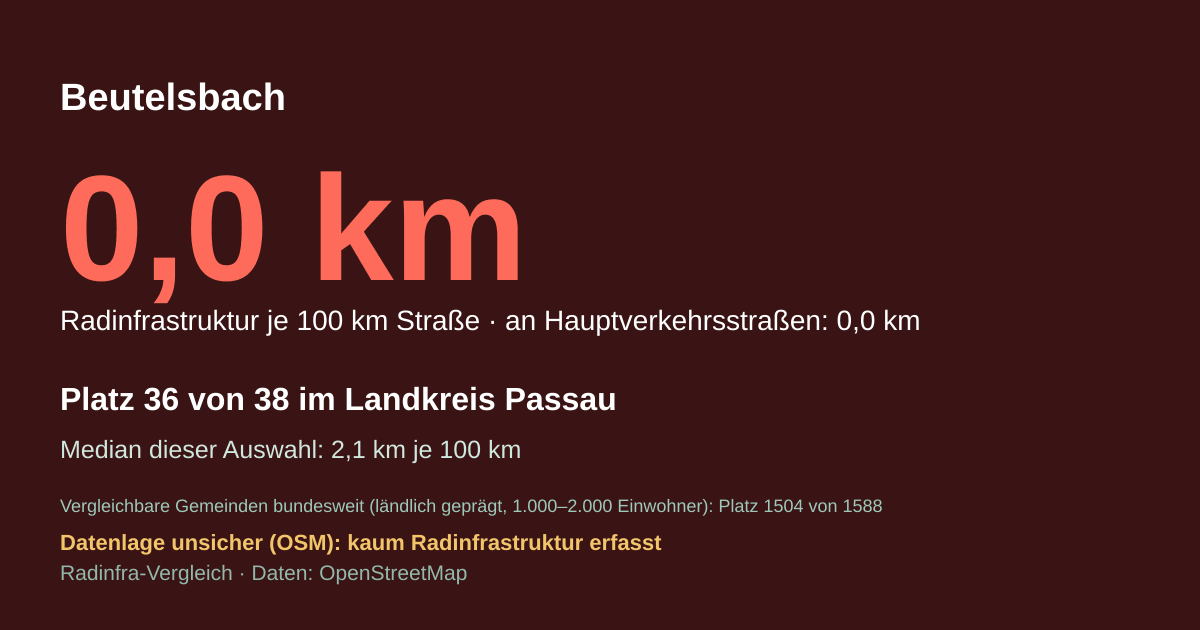 Beutelsbach
0,0 km
Radinfrastruktur je 100 km Straße · an Hauptverkehrsstraßen: 0,0 km
Platz 36 von 38 im Landkreis Passau
Median dieser Auswahl: 2,1 km je 100 km
Vergleichbare Gemeinden bundesweit (ländlich geprägt, 1.000–2.000 Einwohner): Platz 1504 von 1588
Datenlage unsicher (OSM): kaum Radinfrastruktur erfasst
Radinfra-Vergleich · Daten: OpenStreetMap